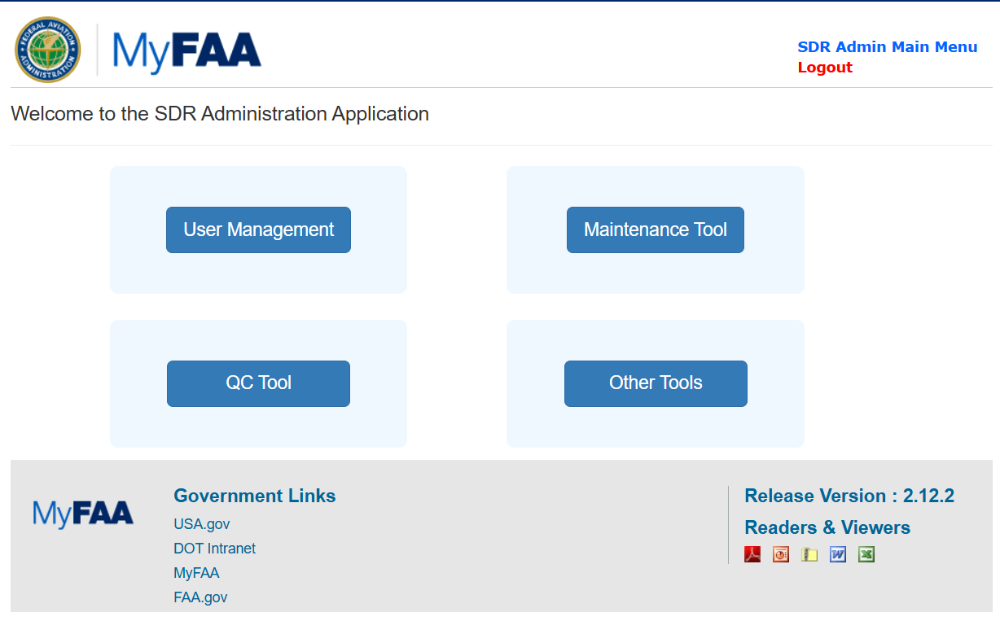 FEDERAL AVIATION
ADMINISTRATION
MyFAA
SDR Admin Main Menu
Logout
Welcome to the SDR Administration Application
User Management
Maintenance Tool
QC Tool
Other Tools
MyFAA
Government Links
USA.gov
DOT Intranet
MyFAA
FAA.gov
Release Version : 2.12.2
Readers & Viewers